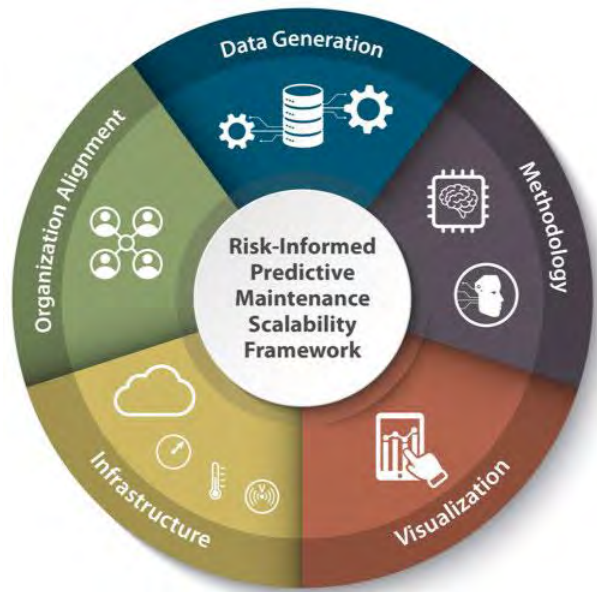 Data Generation
Methodology
Visualization
Infrastructure
Organization Alignment
Risk-Informed
Predictive
Maintenance
Scalability
Framework
V